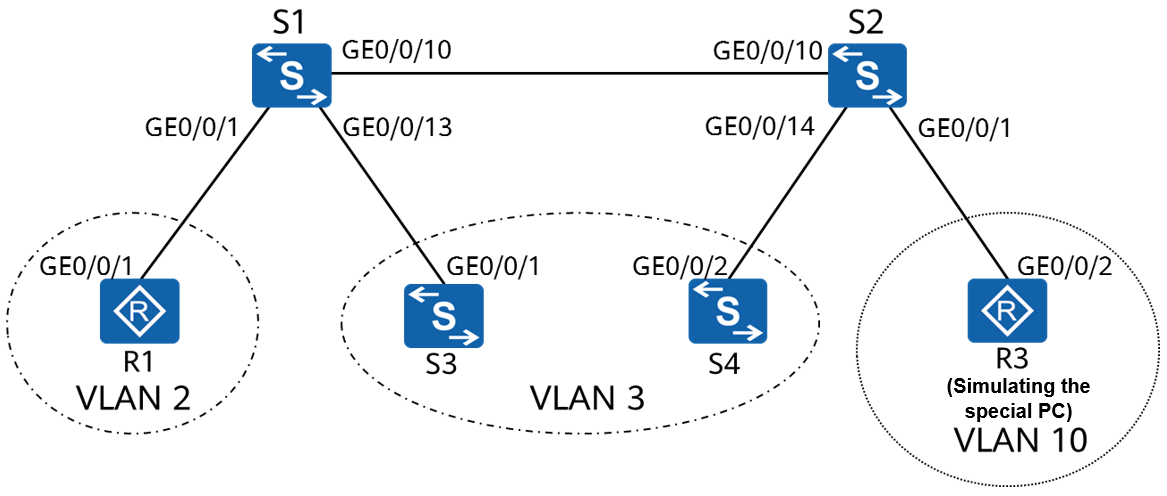 S1
S2
GE0/0/10
GE0/0/10
S
S
GE0/0/1
GE0/0/13
GE0/0/14
GE0/0/1
GE0/0/1
GE0/0/1
GE0/0/2
GE0/0/2
R
S
S
R
R1
S3
S4
R3
(Simulating the
special PC)
VLAN 2
VLAN 3
VLAN 10